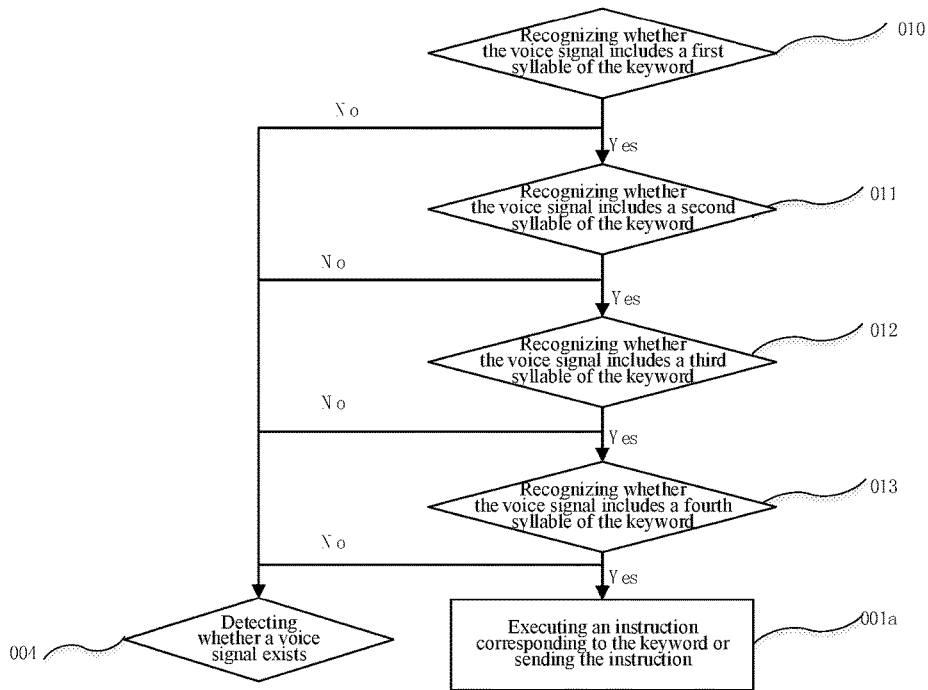 Recognizing whether
the voice signal includes a first
syllable of the keyword
010
No
Yes
Recognizing whether
the voice signal includes a second
syllable of the keyword
011
No
Yes
Recognizing whether
the voice signal includes a third
syllable of the keyword
012
No
Yes
Recognizing whether
the voice signal includes a fourth
syllable of the keyword
013
No
Yes
Detecting
whether a voice
signal exists
004
Executing an instruction
corresponding to the keyword or
sending the instruction
001a